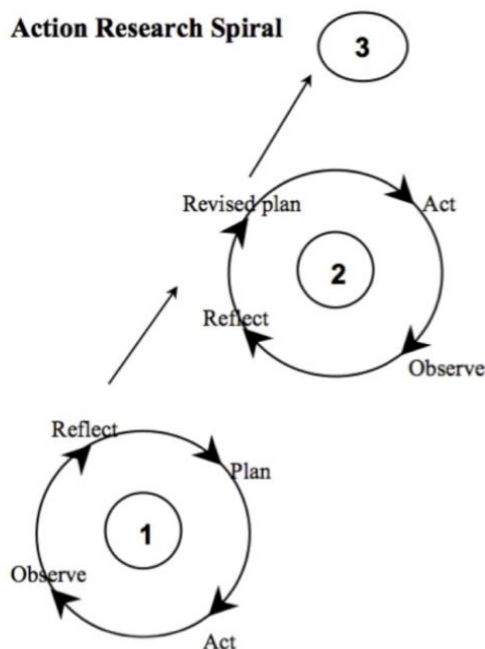 Action Research Spiral
3
Revised plan
Act
2
Reflect
Observe
Reflect
Plan
1
Observe
Act